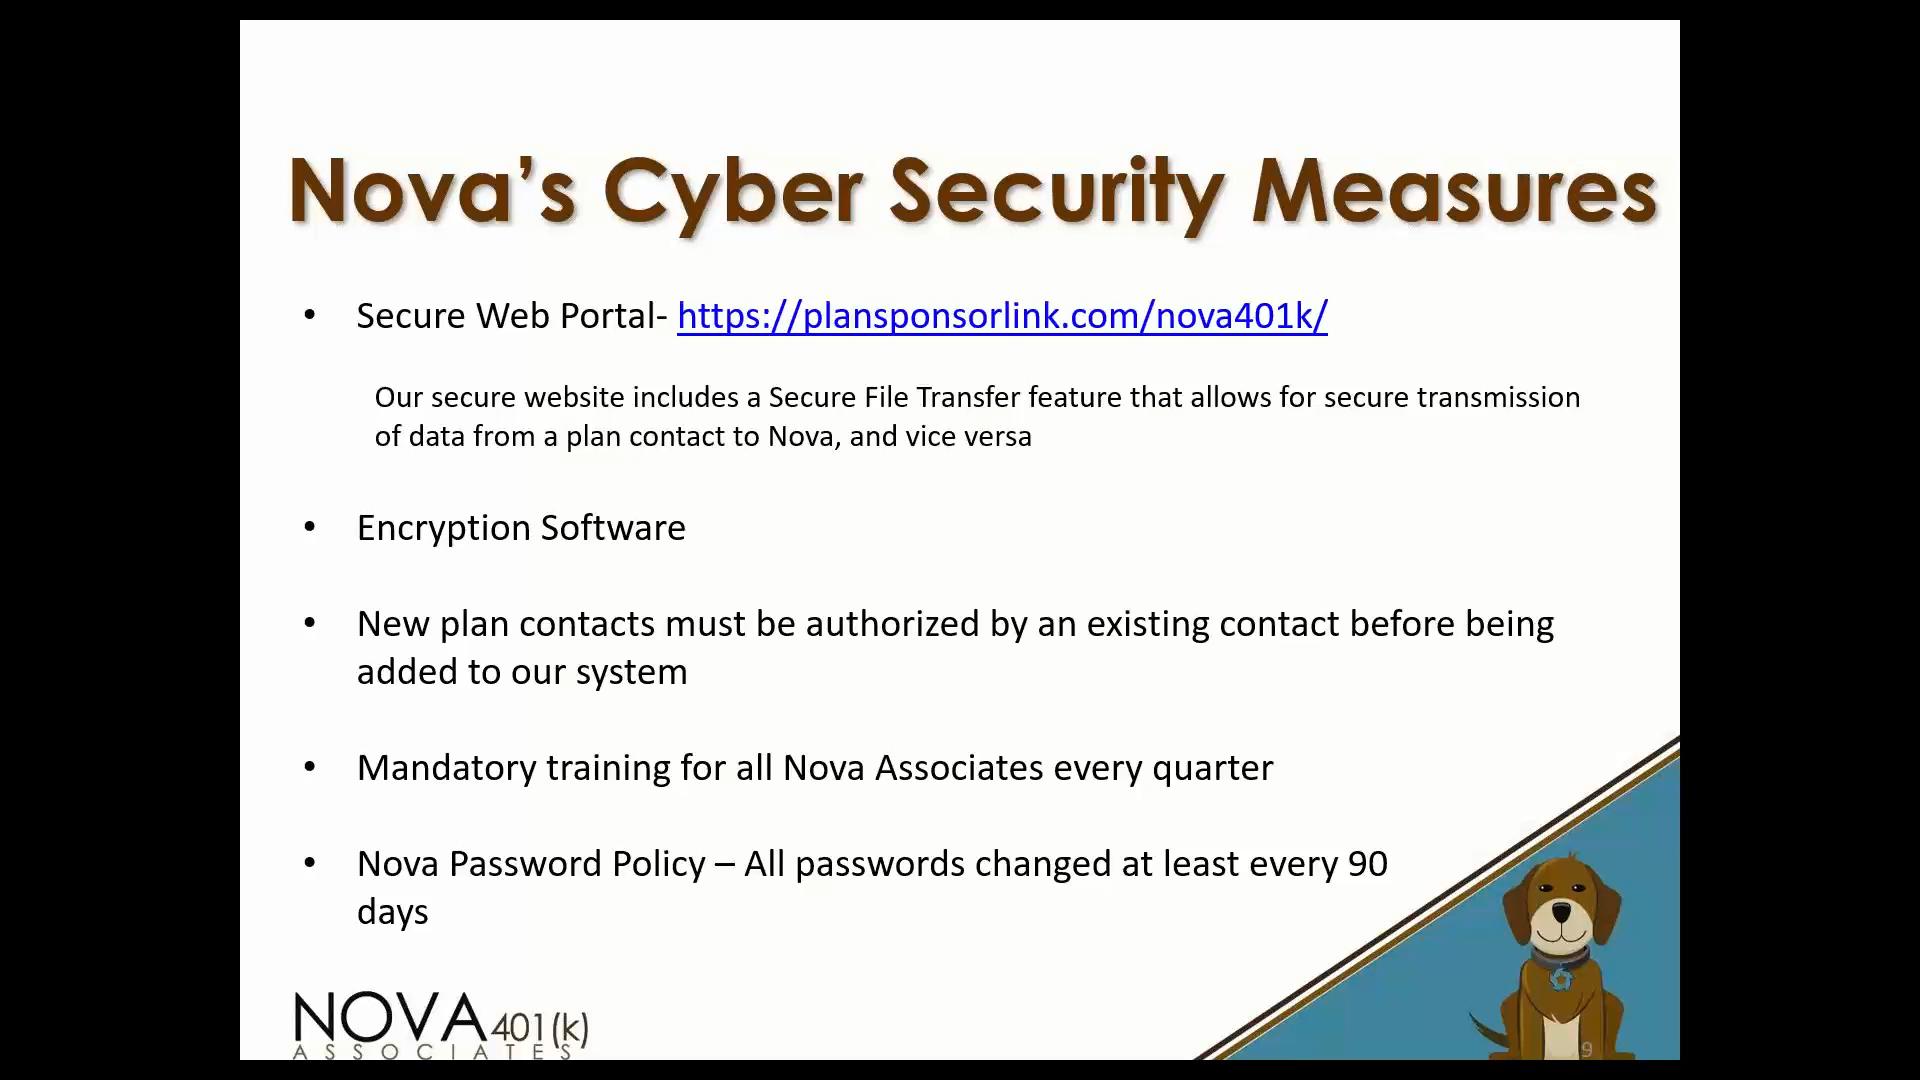 Nova’s Cyber Security Measures
• Secure Web Portal- https://plansponsorlink.com/nova401k/
Our secure website includes a Secure File Transfer feature that allows for secure transmission
of data from a plan contact to Nova, and vice versa
• Encryption Software
• New plan contacts must be authorized by an existing contact before being
added to our system
• Mandatory training for all Nova Associates every quarter
• Nova Password Policy – All passwords changed at least every 90
days
NOVA 401(k)
ASSOCIATES
9